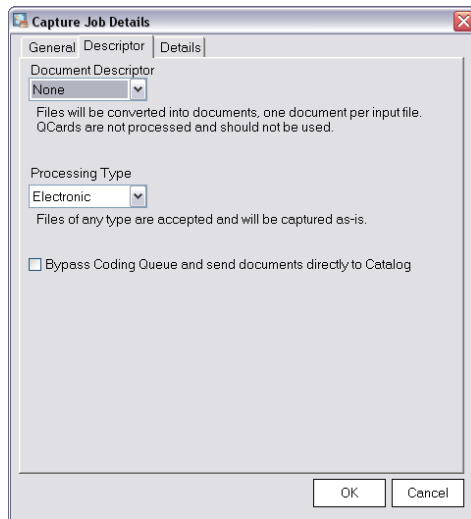 Capture Job Details
General Descriptor Details
Document Descriptor
None
Files will be converted into documents, one document per input file.
QCards are not processed and should not be used.
Processing Type
Electronic
Files of any type are accepted and will be captured as-is.
Bypass Coding Queue and send documents directly to Catalog
OK Cancel